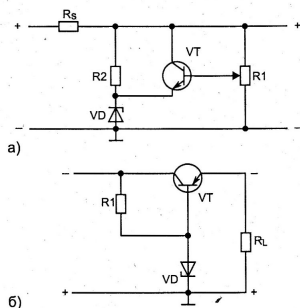 + Rs +
R2 VT R1
VD
− −
а)
− −
R1 VT
RL
VD
+ +
б)